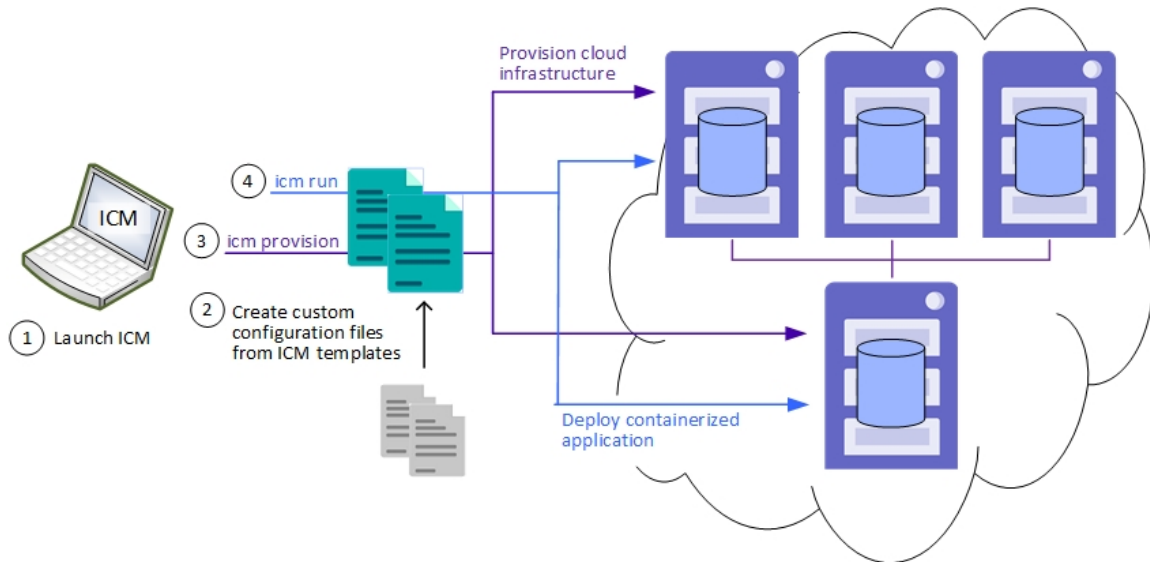 Provision cloud
infrastructure
4
icm run
ICM
3
icm provision
2
Create custom
configuration files
from ICM templates
1
Launch ICM
Deploy containerized
application